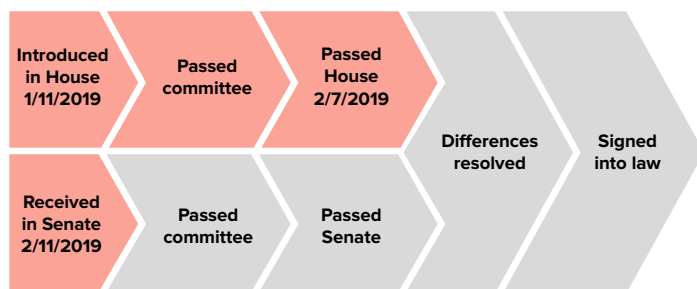 Introduced
in House
1/11/2019
Passed
committee
Passed
House
2/7/2019
Received
in Senate
2/11/2019
Passed
committee
Passed
Senate
Differences
resolved
Signed
into law